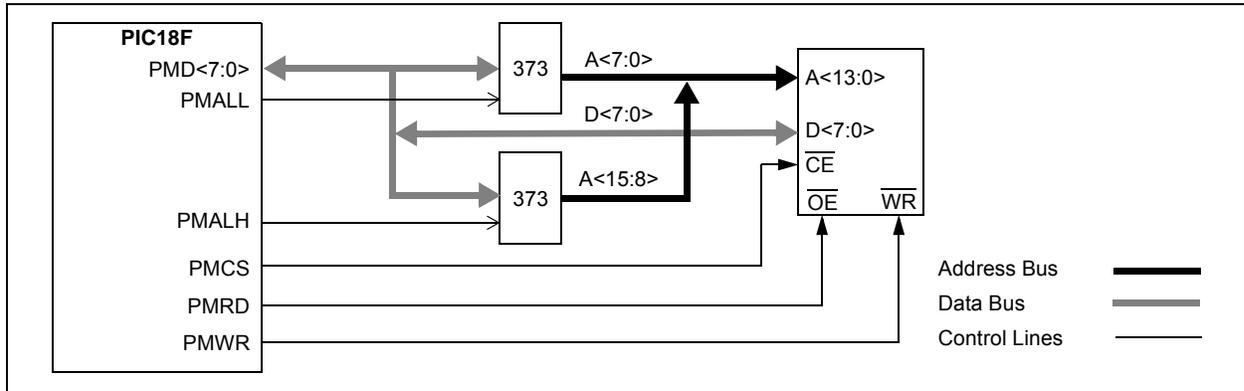 PIC18F
PMD<7:0>
PMALL
PMALH
PMCS
PMRD
PMWR
373
A<7:0>
D<7:0>
373
A<15:8>
A<13:0>
D<7:0>
CE
OE WR
Address Bus
Data Bus
Control Lines